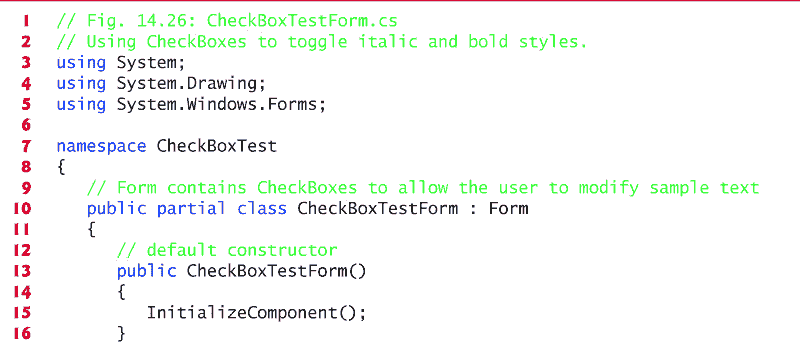 1 // Fig. 14.26: CheckBoxTestForm.cs
2 // Using CheckBoxes to toggle italic and bold styles.
3 using System;
4 using System.Drawing;
5 using System.Windows.Forms;
6
7 namespace CheckBoxTest
8 {
9 // Form contains CheckBoxes to allow the user to modify sample text
10 public partial class CheckBoxTestForm : Form
11 {
12 // default constructor
13 public CheckBoxTestForm()
14 {
15 InitializeComponent();
16 }